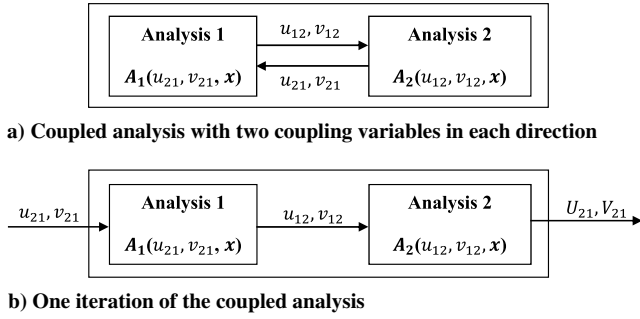 Analysis 1
u₁₂, v₁₂
Analysis 2
A₁(u₂₁, v₂₁, x)
u₂₁, v₂₁
A₂(u₁₂, v₁₂, x)
a) Coupled analysis with two coupling variables in each direction
u₂₁, v₂₁
Analysis 1
A₁(u₂₁, v₂₁, x)
u₁₂, v₁₂
Analysis 2
A₂(u₁₂, v₁₂, x)
U₂₁, V₂₁
b) One iteration of the coupled analysis